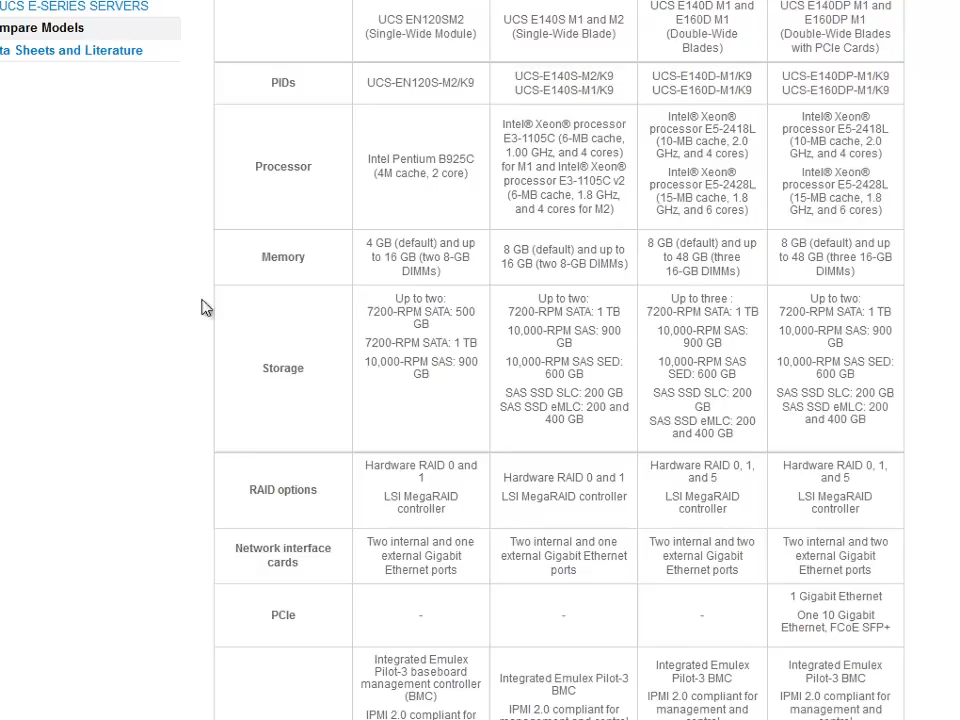 UCS E-SERIES SERVERS
mpare Models
ta Sheets and Literature
UCS EN120SM2
(Single-Wide Module)
UCS E140S M1 and M2
(Single-Wide Blade)
UCS E140D M1 and
E160D M1
(Double-Wide
Blades)
UCS E140DP M1 and
E160DP M1
(Double-Wide Blades
with PCIe Cards)
PIDs
UCS-EN120S-M2/K9
UCS-E140S-M2/K9
UCS-E140S-M1/K9
UCS-E140D-M1/K9
UCS-E160D-M1/K9
UCS-E140DP-M1/K9
UCS-E160DP-M1/K9
Processor
Intel Pentium B925C
(4M cache, 2 core)
Intel® Xeon® processor
E3-1105C (6-MB cache,
1.00 GHz, and 4 cores)
for M1 and Intel® Xeon®
processor E3-1105C v2
(6-MB cache, 1.8 GHz,
and 4 cores for M2)
Intel® Xeon®
processor E5-2418L
(10-MB cache, 2.0
GHz, and 4 cores)
Intel® Xeon®
processor E5-2428L
(15-MB cache, 1.8
GHz, and 6 cores)
Intel® Xeon®
processor E5-2418L
(10-MB cache, 2.0
GHz, and 4 cores)
Intel® Xeon®
processor E5-2428L
(15-MB cache, 1.8
GHz, and 6 cores)
Memory
4 GB (default) and up
to 16 GB (two 8-GB
DIMMs)
8 GB (default) and up to
16 GB (two 8-GB DIMMs)
8 GB (default) and up
to 48 GB (three
16-GB DIMMs)
8 GB (default) and up
to 48 GB (three 16-GB
DIMMs)
Storage
Up to two:
7200-RPM SATA: 500
GB
7200-RPM SATA: 1 TB
10,000-RPM SAS: 900
GB
Up to two:
7200-RPM SATA: 1 TB
10,000-RPM SAS: 900
GB
10,000-RPM SAS SED:
600 GB
SAS SSD SLC: 200 GB
SAS SSD eMLC: 200 and
400 GB
Up to three :
7200-RPM SATA: 1 TB
10,000-RPM SAS:
900 GB
10,000-RPM SAS
SED: 600 GB
SAS SSD SLC: 200
GB
SAS SSD eMLC: 200
and 400 GB
Up to two:
7200-RPM SATA: 1 TB
10,000-RPM SAS: 900
GB
10,000-RPM SAS SED:
600 GB
SAS SSD SLC: 200 GB
SAS SSD eMLC: 200
and 400 GB
RAID options
Hardware RAID 0 and
1
LSI MegaRAID
controller
Hardware RAID 0 and 1
LSI MegaRAID controller
Hardware RAID 0, 1,
and 5
LSI MegaRAID
controller
Hardware RAID 0, 1,
and 5
LSI MegaRAID
controller
Network interface
cards
Two internal and one
external Gigabit
Ethernet ports
Two internal and one
external Gigabit Ethernet
ports
Two internal and two
external Gigabit
Ethernet ports
Two internal and two
external Gigabit
Ethernet ports
PCIe
-
-
-
1 Gigabit Ethernet
One 10 Gigabit
Ethernet, FCoE SFP+
Integrated Emulex
Pilot-3 baseboard
management controller
(BMC)
IPMI 2.0 compliant for
Integrated Emulex Pilot-3
BMC
IPMI 2.0 compliant for
management and control
Integrated Emulex
Pilot-3 BMC
IPMI 2.0 compliant for
management and
control
Integrated Emulex
Pilot-3 BMC
IPMI 2.0 compliant for
management and
control